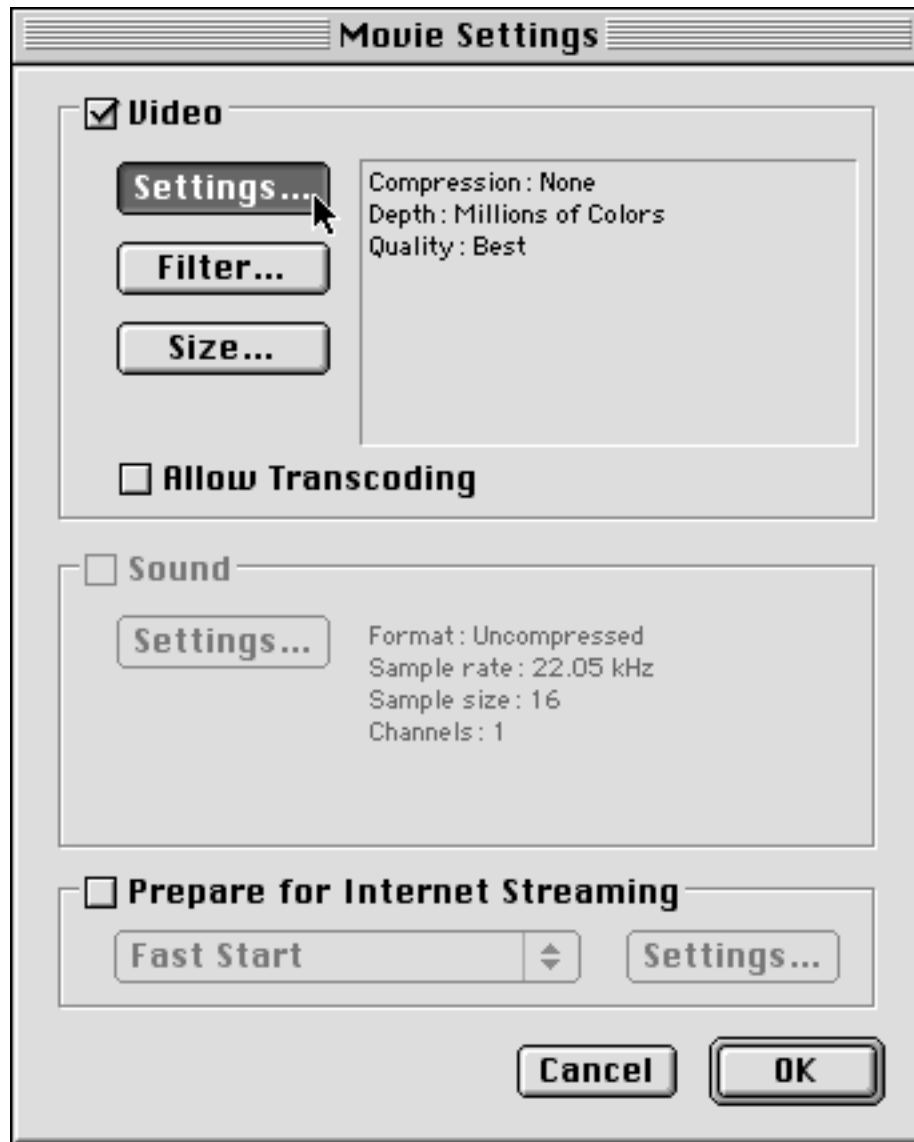 Movie Settings
Video
Settings...
Compression : None
Depth : Millions of Colors
Quality : Best
Filter...
Size...
Allow Transcoding
Sound
Settings...
Format : Uncompressed
Sample rate : 22.05 kHz
Sample size : 16
Channels : 1
Prepare for Internet Streaming
Fast Start
Settings...
Cancel
OK